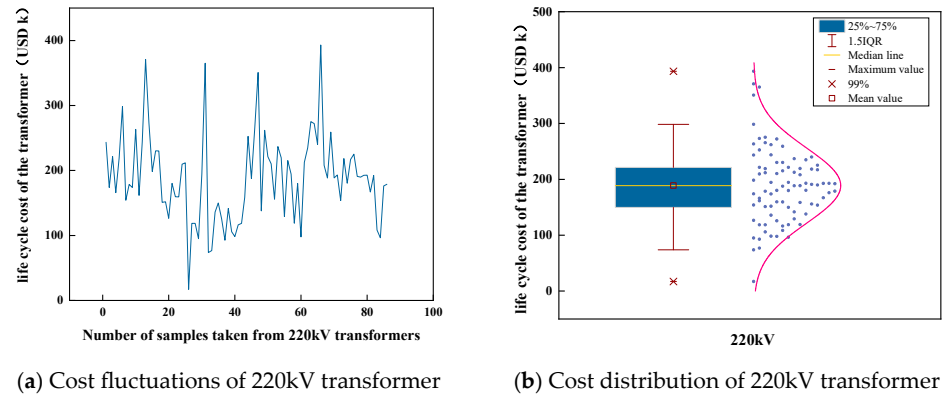 life cycle cost of the transformer（USD k）
400
300
200
100
0
0
20
40
60
80
100
Number of samples taken from 220kV transformers
(a) Cost fluctuations of 220kV transformer
life cycle cost of the transformer（USD k）
500
400
300
200
100
0
25%~75%
1.5IQR
Median line
Maximum value
99%
Mean value
220kV
(b) Cost distribution of 220kV transformer